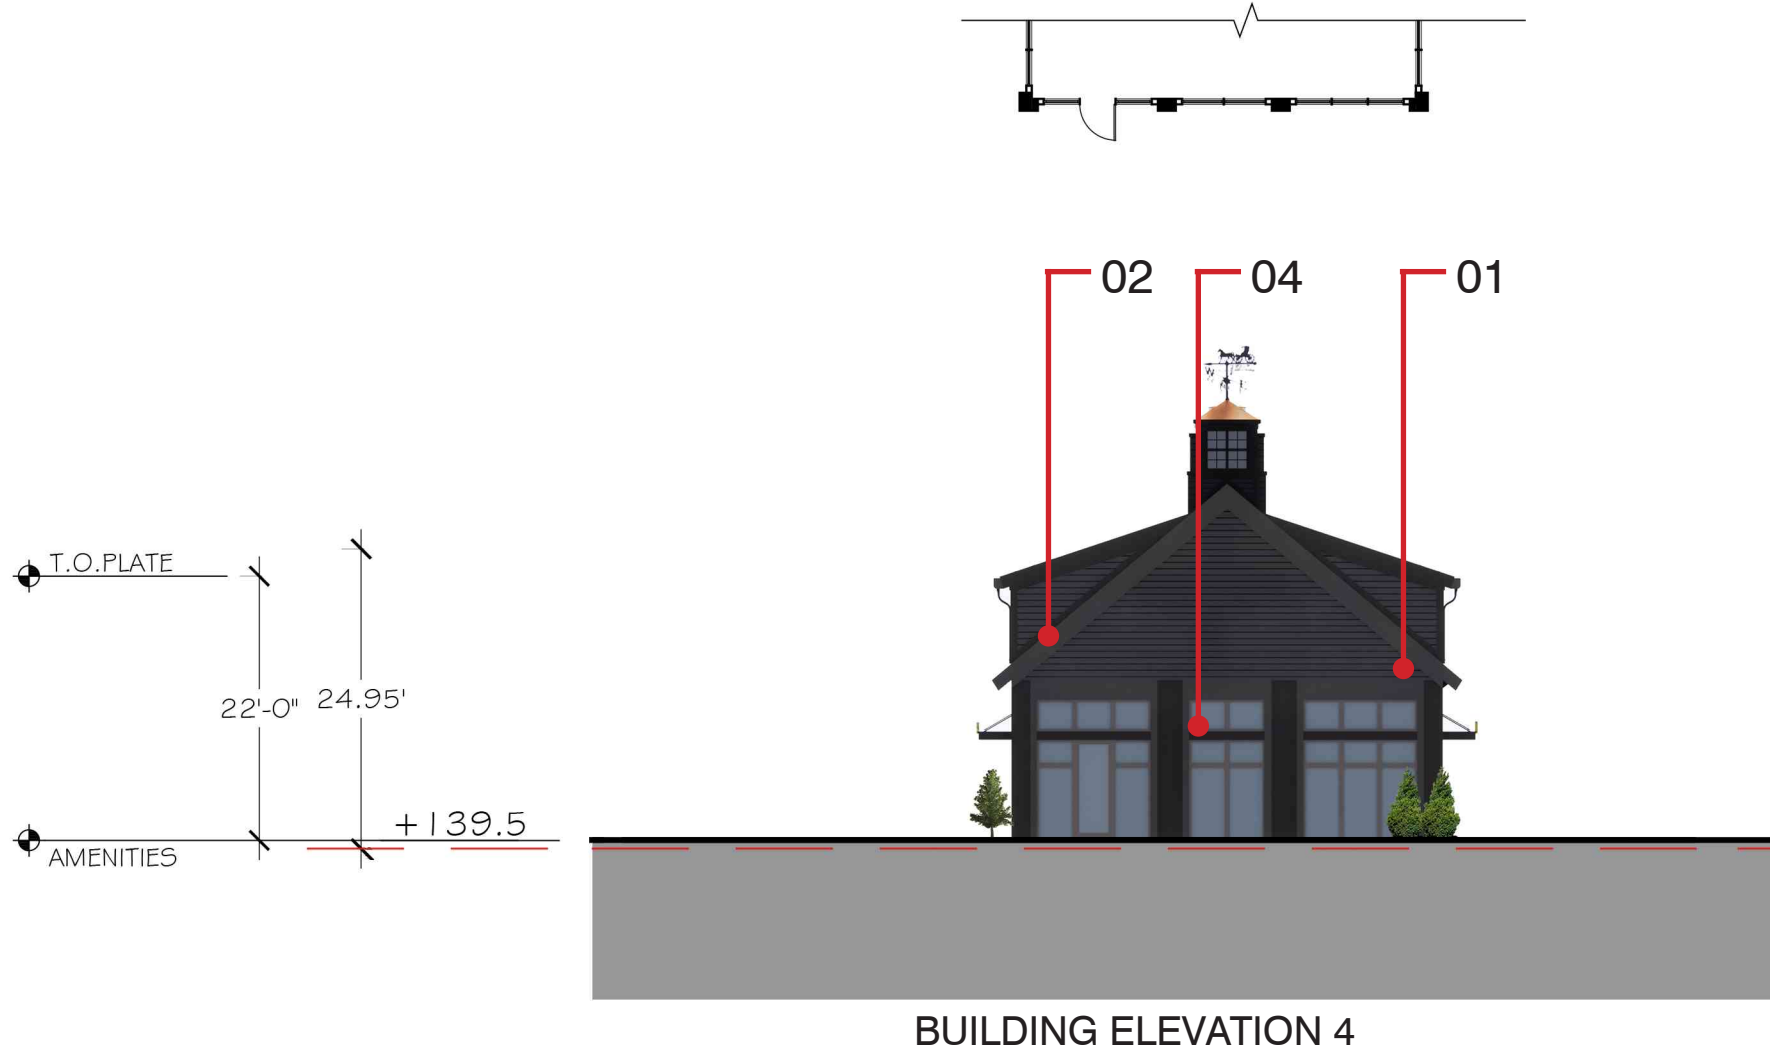 02
04
01
W
T.O.PLATE
22'-0"
24.95'
+139.5
AMENITIES
BUILDING ELEVATION 4